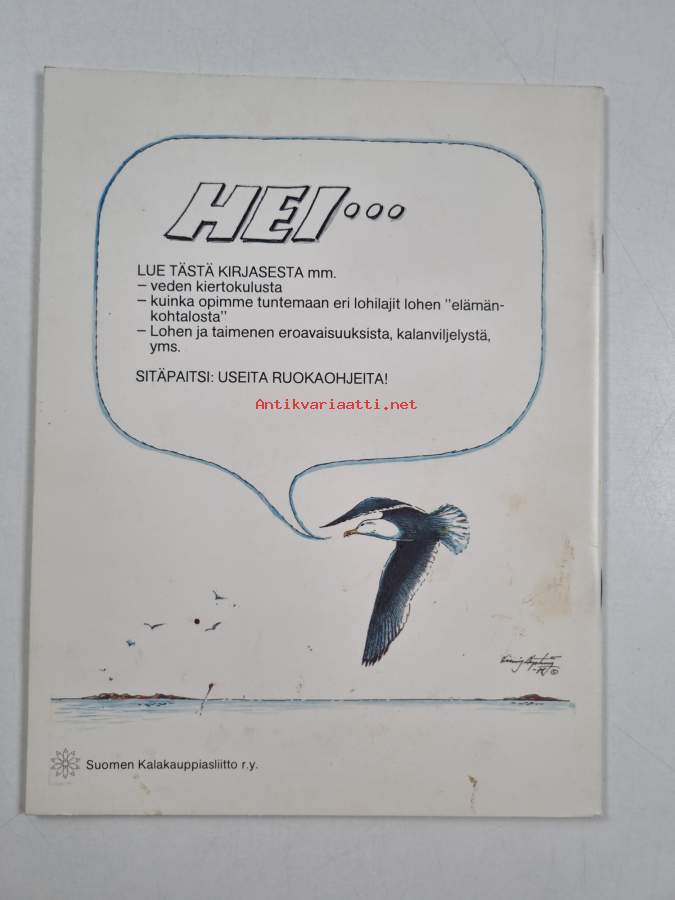 HEI...
LUE TÄSTÄ KIRJASESTA mm.
– veden kiertokulusta
– kuinka opimme tuntemaan eri lohilajit lohen "elämän-
kohtalosta"
– Lohen ja taimenen eroavaisuuksista, kalanviljelystä,
yms.
SITÄPAITSI: USEITA RUOKAOHJEITA!
Antikvariaatti.net
Suomen Kalakauppiasliitto r.y.